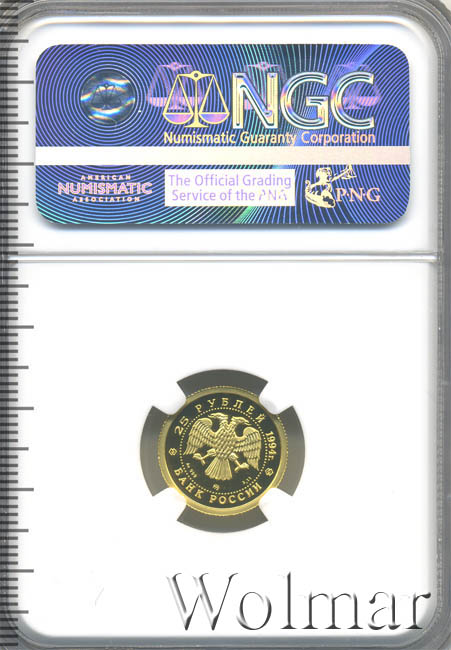 NGC
Numismatic Guaranty Corporation
AMERICAN
NUMISMATIC
ASSOCIATION
The Official Grading
Service of the ANA
PNG
25 РУБЛЕЙ 1994г.
БАНК РОССИИ
Wolmar